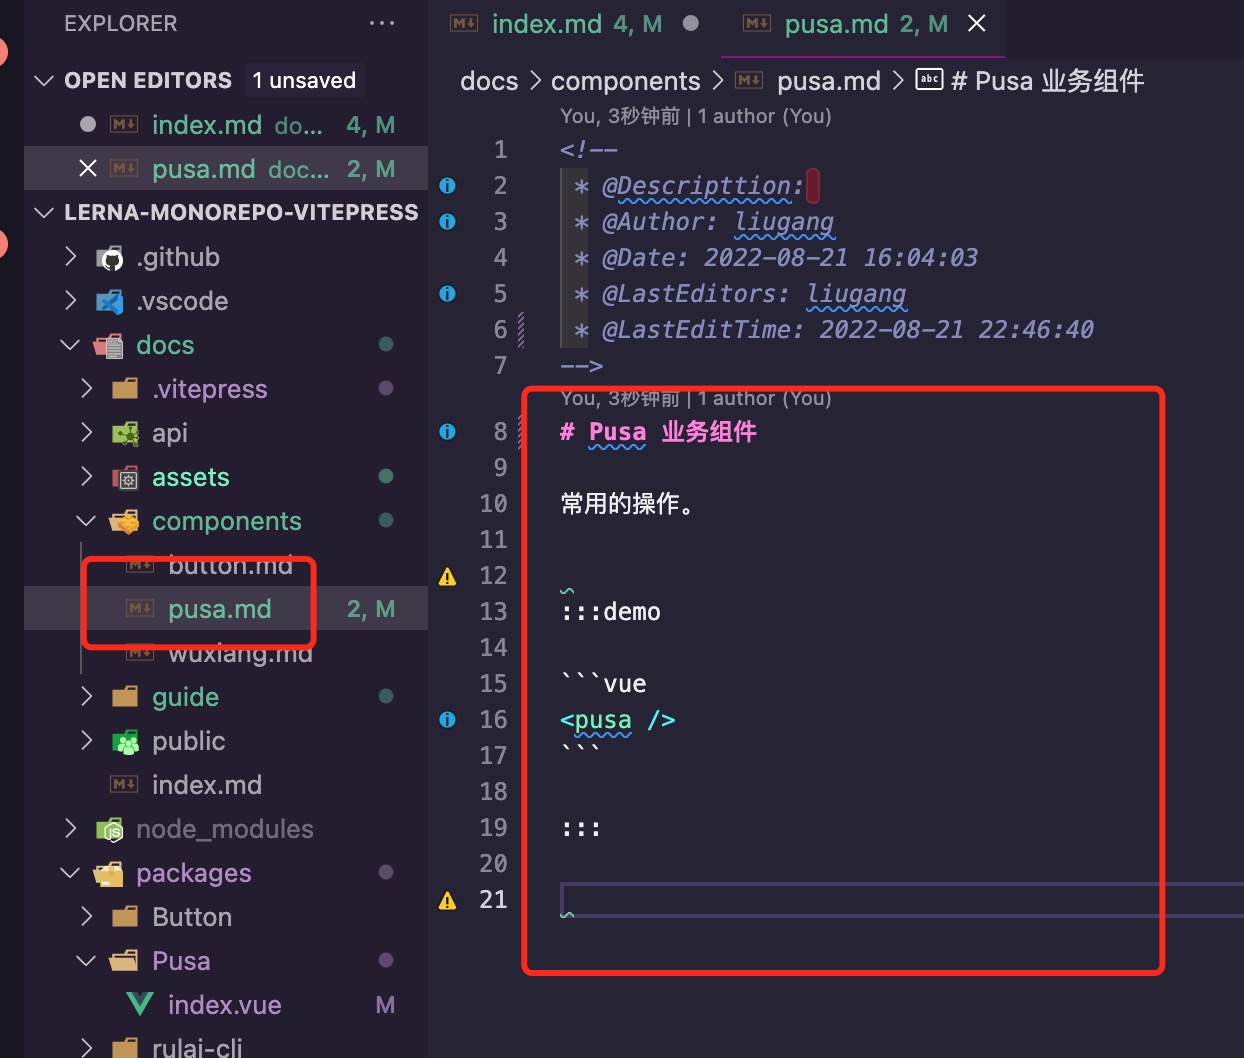 EXPLORER
···
OPEN EDITORS
1 unsaved
index.md do... 4, M
pusa.md doc... 2, M
LERNA-MONOREPO-VITEPRESS
.github
.vscode
docs
.vitepress
api
assets
components
button.md
pusa.md 2, M
wuxiang.md
guide
public
index.md
node_modules
packages
Button
Pusa
index.vue M
rulai-cli
index.md 4, M
pusa.md 2, M
docs > components > pusa.md > # Pusa 业务组件
You, 3秒钟前 | 1 author (You)
1 <!--
2 * @Descripttion:
3 * @Author: liugang
4 * @Date: 2022-08-21 16:04:03
5 * @LastEditors: liugang
6 * @LastEditTime: 2022-08-21 22:46:40
7 -->
You, 3秒钟前 | 1 author (You)
8 # Pusa 业务组件
9
10 常用的操作。
11
12
13 :::demo
14
15 ```vue
16 <pusa />
17 ```
18
19 :::
20
21